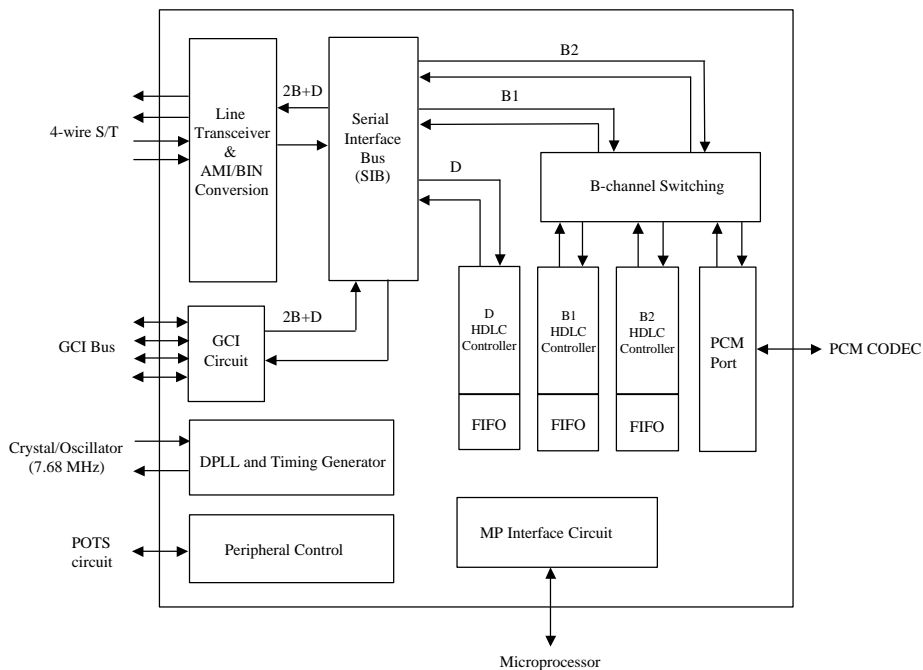 4-wire S/T
Line
Transceiver
&
AMI/BIN
Conversion
2B+D
Serial
Interface
Bus
(SIB)
B2
B1
D
B-channel Switching
GCI Bus
GCI
Circuit
2B+D
D
HDLC
Controller
FIFO
B1
HDLC
Controller
FIFO
B2
HDLC
Controller
FIFO
PCM
Port
PCM CODEC
Crystal/Oscillator
(7.68 MHz)
DPLL and Timing Generator
POTS
circuit
Peripheral Control
MP Interface Circuit
Microprocessor